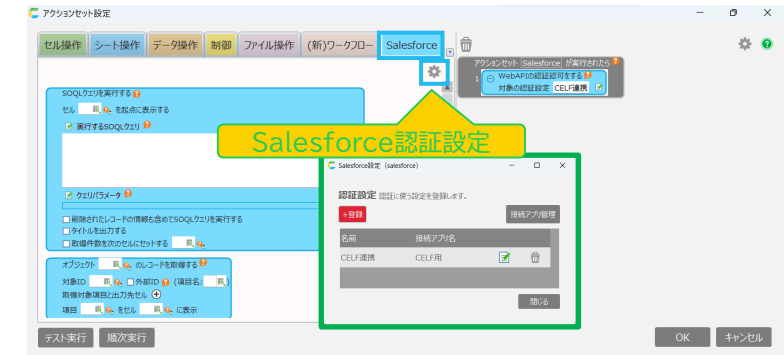 アクションセット設定
セル操作 シート操作 データ操作 制御 ファイル操作 (新)ワークフロー Salesforce
アクションセット Salesforce が実行されたら
1 WebAPIの認証認可をする
対象の認証設定 CELF連携
SOQLクエリを実行する
セル を起点に表示する
実行するSOQLクエリ
Salesforce認証設定
クエリパラメータ
削除されたレコードの情報も含めてSOQLクエリを実行する
タイトルを出力する
取得件数を次のセルにセットする
オブジェクト のレコードを取得する
対象ID 外部ID (項目名: )
取得対象項目と出力先セル
項目 をセル に表示
Salesforce設定 (salesforce)
認証設定 認証に使う設定を登録します。
+登録 接続アプリ管理
名前 接続アプリ名
CELF連携 CELF用
閉じる
テスト実行 順次実行 OK キャンセル